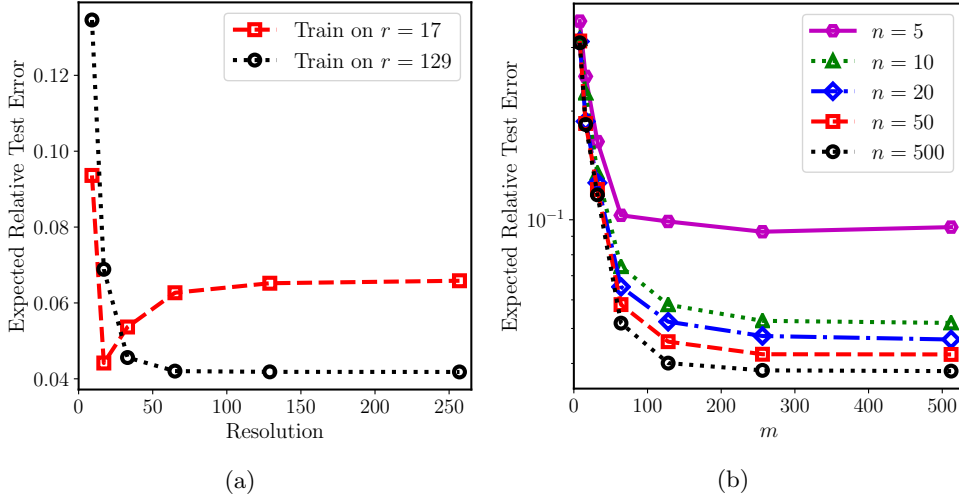 Expected Relative Test Error
0.12
0.10
0.08
0.06
0.04
0
50
100
150
200
250
Resolution
Train on r = 17
Train on r = 129
(a)
Expected Relative Test Error
10^{-1}
0
100
200
300
400
500
m
n = 5
n = 10
n = 20
n = 50
n = 500
(b)